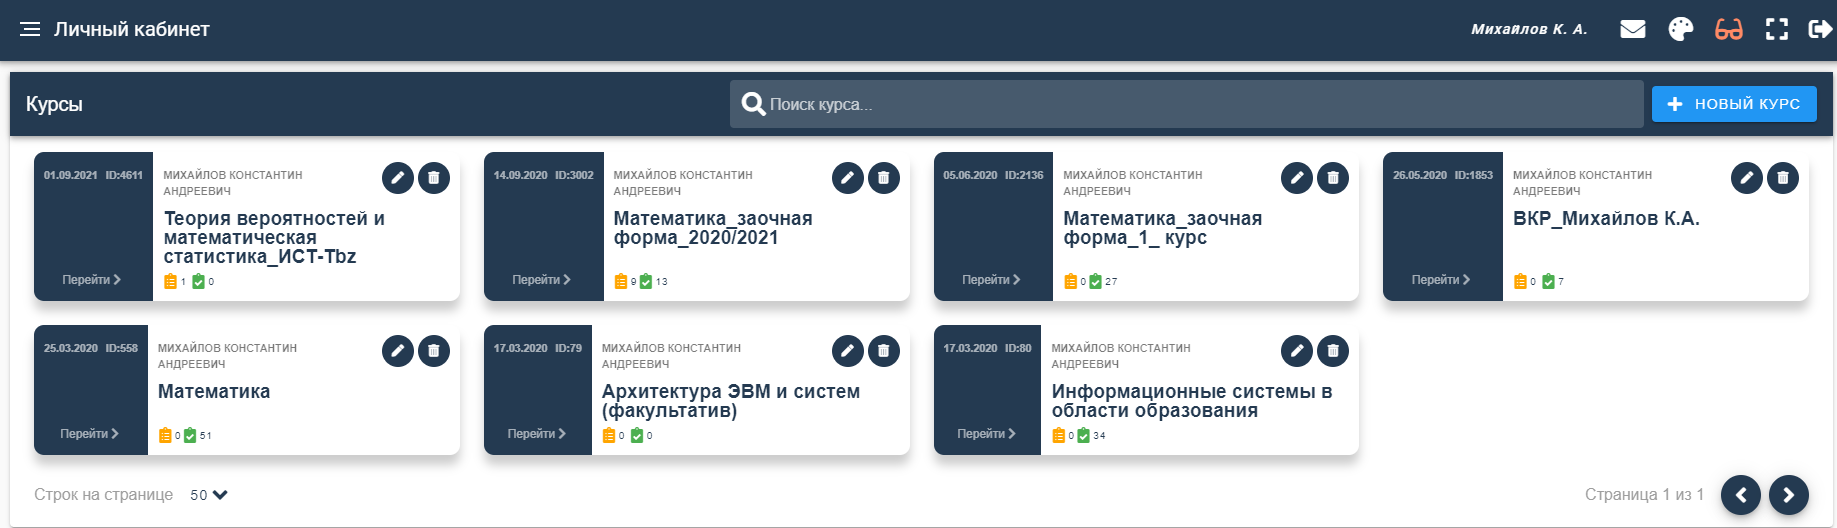 Личный кабинет
Михайлов К. А.
Курсы
Поиск курса...
НОВЫЙ КУРС
01.09.2021 ID:4611
МИХАЙЛОВ КОНСТАНТИН
АНДРЕЕВИЧ
Теория вероятностей и
математическая
статистика_ИСТ-Tbz
Перейти
1 0
14.09.2020 ID:3002
МИХАЙЛОВ КОНСТАНТИН
АНДРЕЕВИЧ
Математика_заочная
форма_2020/2021
Перейти
9 13
05.06.2020 ID:2136
МИХАЙЛОВ КОНСТАНТИН
АНДРЕЕВИЧ
Математика_заочная
форма_1_ курс
Перейти
0 27
26.05.2020 ID:1853
МИХАЙЛОВ КОНСТАНТИН
АНДРЕЕВИЧ
ВКР_Михайлов К.А.
Перейти
0 7
25.03.2020 ID:558
МИХАЙЛОВ КОНСТАНТИН
АНДРЕЕВИЧ
Математика
Перейти
0 51
17.03.2020 ID:79
МИХАЙЛОВ КОНСТАНТИН
АНДРЕЕВИЧ
Архитектура ЭВМ и систем
(факультатив)
Перейти
0 0
17.03.2020 ID:80
МИХАЙЛОВ КОНСТАНТИН
АНДРЕЕВИЧ
Информационные системы в
области образования
Перейти
0 34
Строк на странице 50
Страница 1 из 1